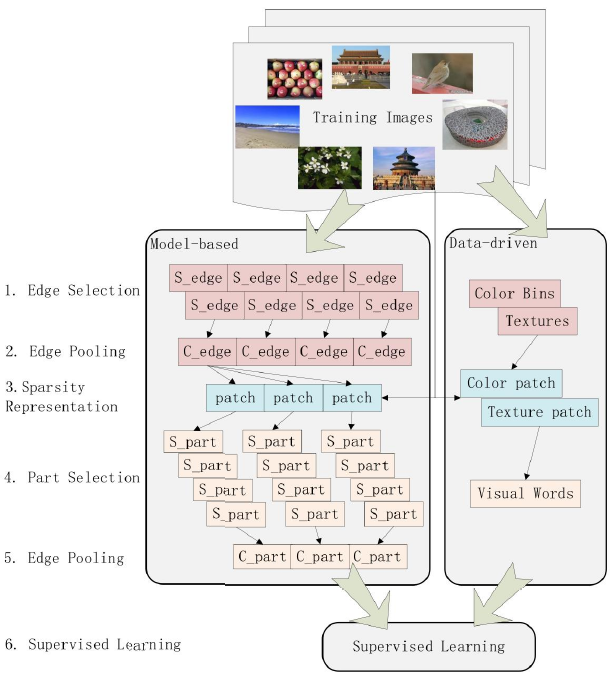 Training Images
Model-based
Data-driven
1. Edge Selection
S_edge S_edge S_edge S_edge
S_edge S_edge S_edge S_edge
Color Bins
Textures
2. Edge Pooling
C_edge C_edge C_edge C_edge
3.Sparsity
Representation
patch patch patch
Color patch
Texture patch
4. Part Selection
S_part S_part S_part
S_part S_part S_part
S_part S_part S_part
S_part S_part S_part
Visual Words
5. Edge Pooling
C_part C_part C_part
6. Supervised Learning
Supervised Learning